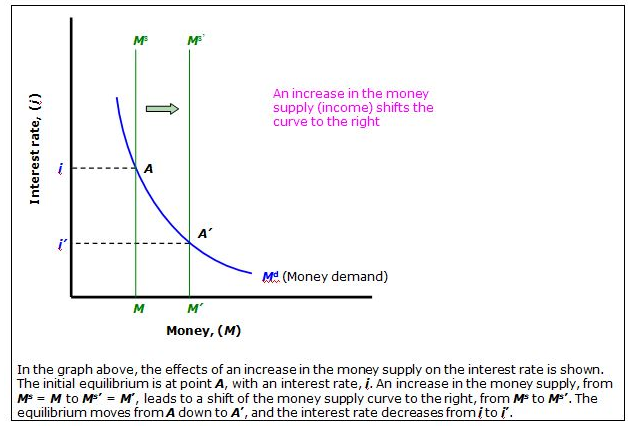 Mˢ Mˢ′
An increase in the money
supply (income) shifts the
curve to the right
Interest rate, (i)
i
A
i′
A′
Mᵈ (Money demand)
M M′
Money, (M)
In the graph above, the effects of an increase in the money supply on the interest rate is shown.
The initial equilibrium is at point A, with an interest rate, i. An increase in the money supply, from
Mˢ = M to Mˢ′ = M′, leads to a shift of the money supply curve to the right, from Mˢ to Mˢ′. The
equilibrium moves from A down to A′, and the interest rate decreases from i to i′.